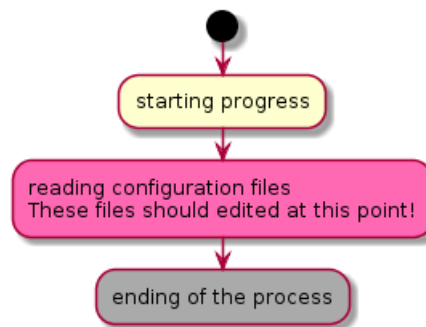 starting progress
reading configuration files
These files should edited at this point!
ending of the process